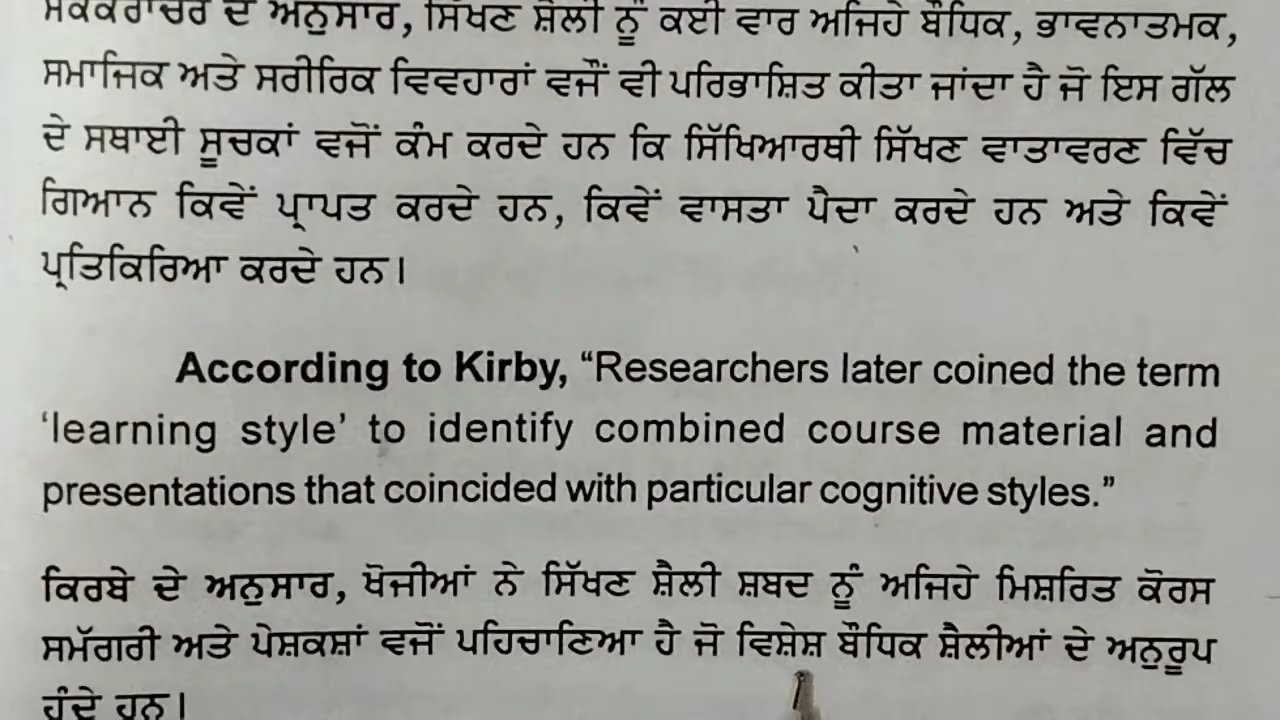 ਮੈਕਕਰਾਚਰ ਦੇ ਅਨੁਸਾਰ, ਸਿੱਖਣ ਸ਼ੈਲੀ ਨੂੰ ਕਈ ਵਾਰ ਅਜਿਹੇ ਬੌਧਿਕ, ਭਾਵਨਾਤਮਕ,
ਸਮਾਜਿਕ ਅਤੇ ਸਰੀਰਿਕ ਵਿਵਹਾਰਾਂ ਵਜੋਂ ਵੀ ਪਰਿਭਾਸ਼ਿਤ ਕੀਤਾ ਜਾਂਦਾ ਹੈ ਜੋ ਇਸ ਗੱਲ
ਦੇ ਸਥਾਈ ਸੂਚਕਾਂ ਵਜੋਂ ਕੰਮ ਕਰਦੇ ਹਨ ਕਿ ਸਿੱਖਿਆਰਥੀ ਸਿੱਖਣ ਵਾਤਾਵਰਣ ਵਿੱਚ
ਗਿਆਨ ਕਿਵੇਂ ਪ੍ਰਾਪਤ ਕਰਦੇ ਹਨ, ਕਿਵੇਂ ਵਾਸਤਾ ਪੈਦਾ ਕਰਦੇ ਹਨ ਅਤੇ ਕਿਵੇਂ
ਪ੍ਰਤਿਕਿਰਿਆ ਕਰਦੇ ਹਨ।
According to Kirby, “Researchers later coined the term
‘learning style’ to identify combined course material and
presentations that coincided with particular cognitive styles.”
ਕਿਰਬੇ ਦੇ ਅਨੁਸਾਰ, ਖੋਜੀਆਂ ਨੇ ਸਿੱਖਣ ਸ਼ੈਲੀ ਸ਼ਬਦ ਨੂੰ ਅਜਿਹੇ ਮਿਸ਼ਰਿਤ ਕੋਰਸ
ਸਮੱਗਰੀ ਅਤੇ ਪੇਸ਼ਕਸ਼ਾਂ ਵਜੋਂ ਪਹਿਚਾਣਿਆ ਹੈ ਜੋ ਵਿਸ਼ੇਸ਼ ਬੌਧਿਕ ਸ਼ੈਲੀਆਂ ਦੇ ਅਨੁਰੂਪ
ਹੁੰਦੇ ਹਨ।